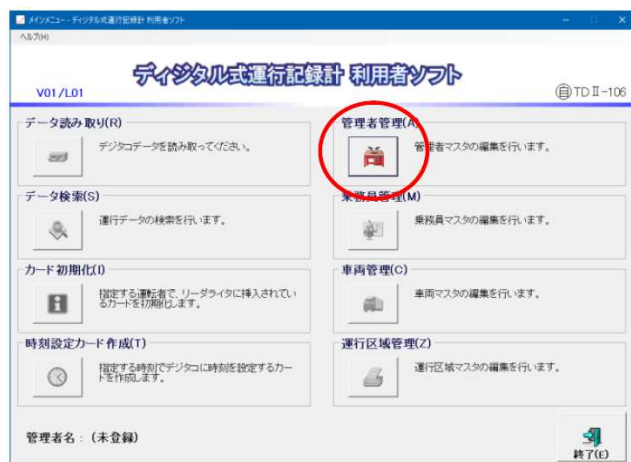 メインメニュー - ディジタル式運行記録計 利用者ソフト
ヘルプ(H)
ディジタル式運行記録計 利用者ソフト
V01/L01
自 TDⅡ-106
データ読み取り(R)
デジタコデータを読み取ってください。
管理者管理(A)
管理者マスタの編集を行います。
データ検索(S)
運行データの検索を行います。
乗務員管理(M)
乗務員マスタの編集を行います。
カード初期化(I)
指定する運転者で、リーダライタに挿入されてい
るカードを初期化します。
車両管理(C)
車両マスタの編集を行います。
時刻設定カード作成(T)
指定する時刻でデジタコに時刻を設定するカー
ドを作成します。
運行区域管理(Z)
運行区域マスタの編集を行います。
管理者名 : (未登録)
終了(E)